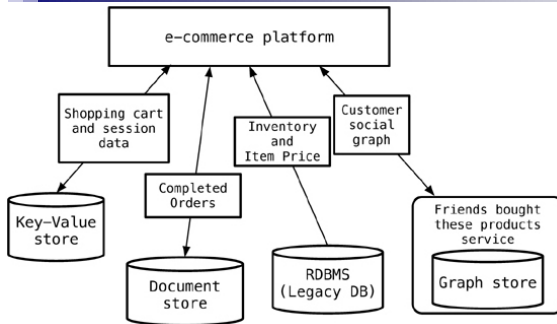 e-commerce platform
Shopping cart
and session
data
Completed
Orders
Inventory
and
Item Price
Customer
social
graph
Key-Value
store
Document
store
RDBMS
(Legacy DB)
Friends bought
these products
service
Graph store